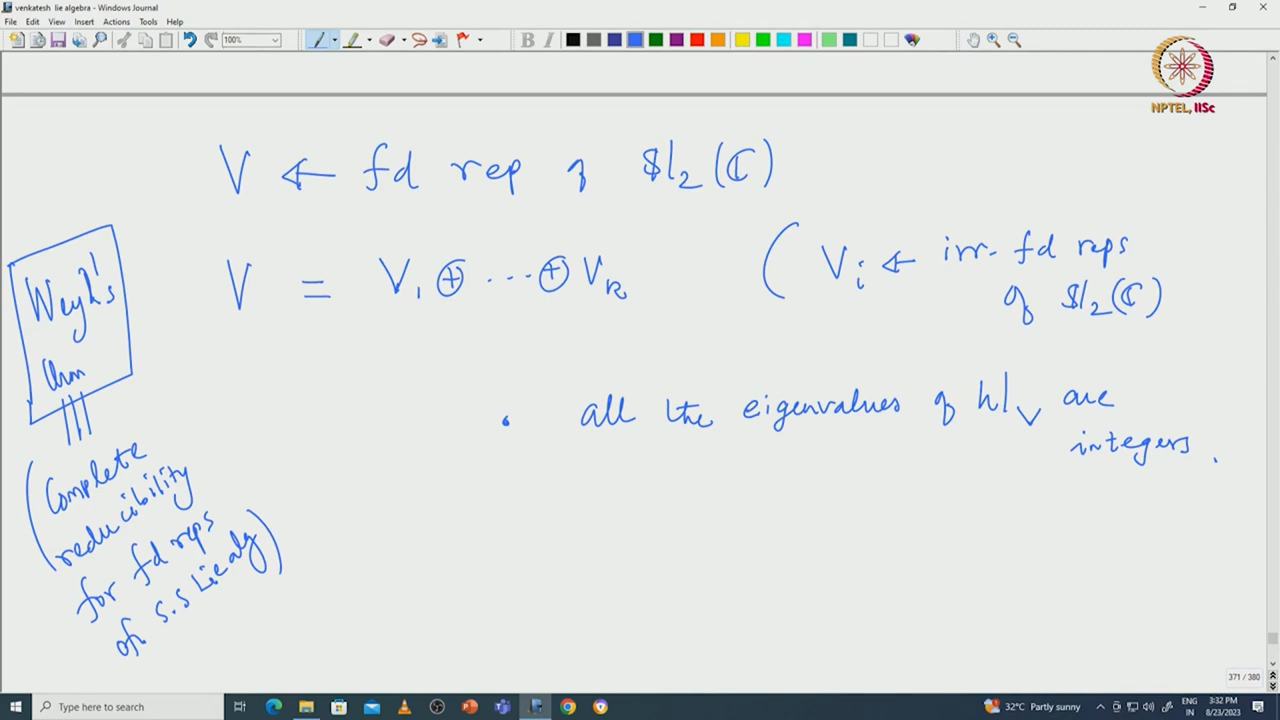 venkatesh lie algebra - Windows Journal
File Edit View Insert Actions Tools Help
100%
B I
NPTEL, IISc
V ← fd rep of sl₂(ℂ)
V = V₁ ⊕ ··· ⊕ Vₖ (Vᵢ ← irr. fd reps
of sl₂(ℂ)
Weyl's
thm
• all the eigenvalues of h|_V are
integers.
(Complete
reducibility
for fd reps
of s.s Lie alg)
371 / 380
Type here to search
32°C Partly sunny
ENG
IN
3:32 PM
8/23/2023